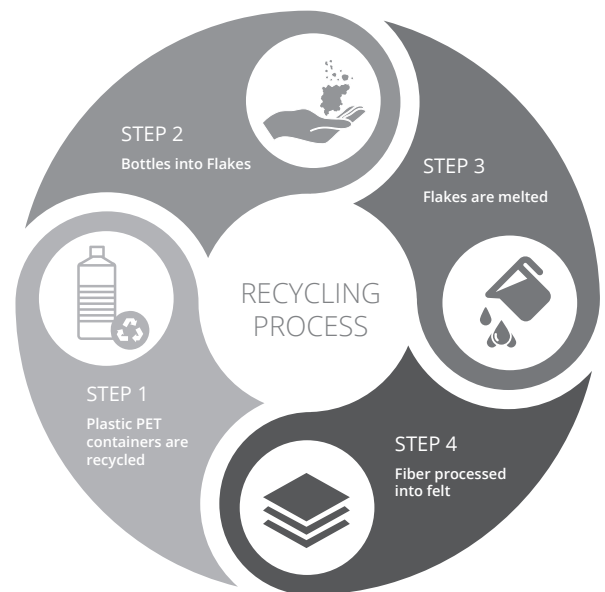 RECYCLING
PROCESS
STEP 1
Plastic PET
containers are
recycled
STEP 2
Bottles into Flakes
STEP 3
Flakes are melted
STEP 4
Fiber processed
into felt